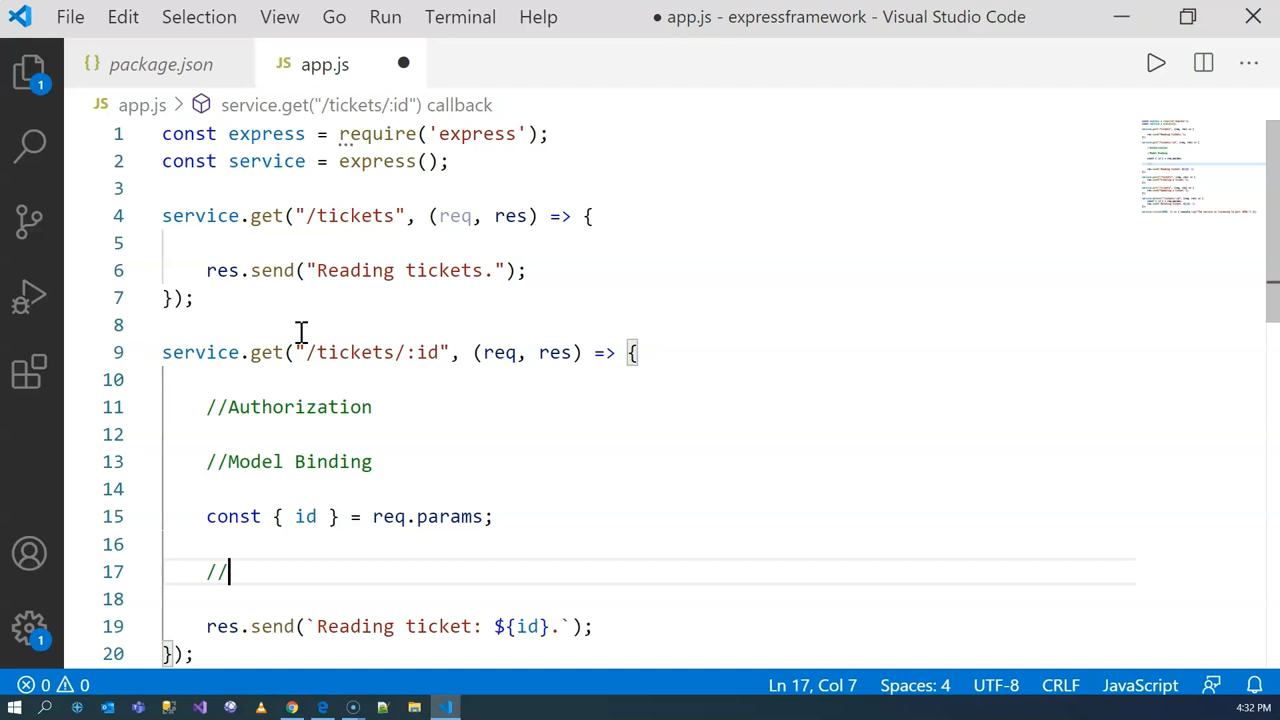 File Edit Selection View Go Run Terminal Help ● app.js - expressframework - Visual Studio Code
{} package.json JS app.js ●
JS app.js > service.get("/tickets/:id") callback
1 const express = require('express');
2 const service = express();
3
4 service.get("/tickets", (req, res) => {
5
6 res.send("Reading tickets.");
7 });
8
9 service.get("/tickets/:id", (req, res) => {
10
11 //Authorization
12
13 //Model Binding
14
15 const { id } = req.params;
16
17 //
18
19 res.send(`Reading ticket: ${id}.`);
20 });
1
1
0 0 Ln 17, Col 7 Spaces: 4 UTF-8 CRLF JavaScript
4:32 PM